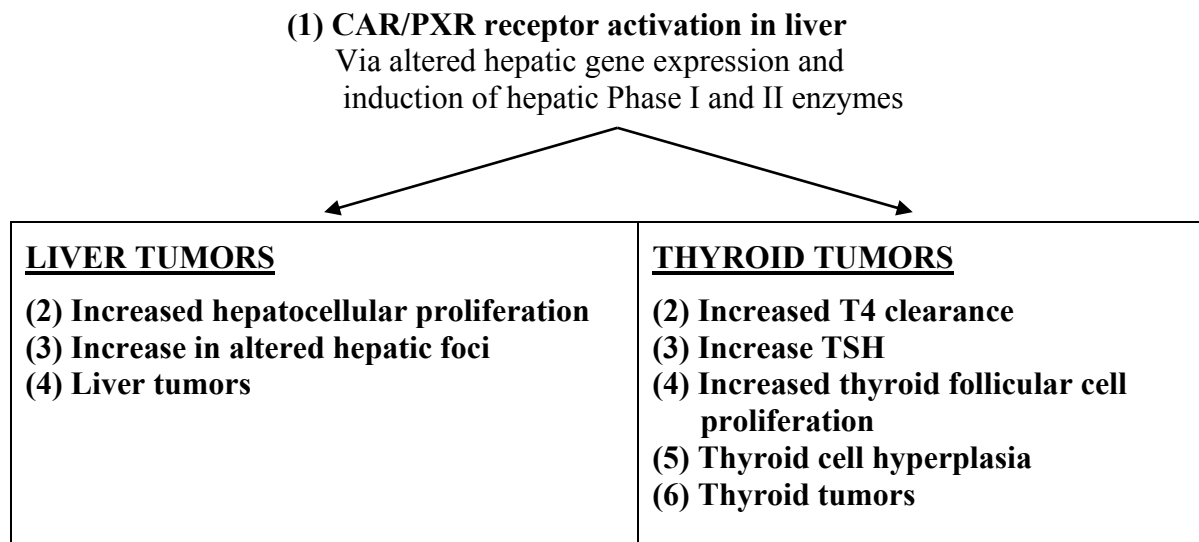 (1) CAR/PXR receptor activation in liver
Via altered hepatic gene expression and
induction of hepatic Phase I and II enzymes
LIVER TUMORS
(2) Increased hepatocellular proliferation
(3) Increase in altered hepatic foci
(4) Liver tumors
THYROID TUMORS
(2) Increased T4 clearance
(3) Increase TSH
(4) Increased thyroid follicular cell
proliferation
(5) Thyroid cell hyperplasia
(6) Thyroid tumors